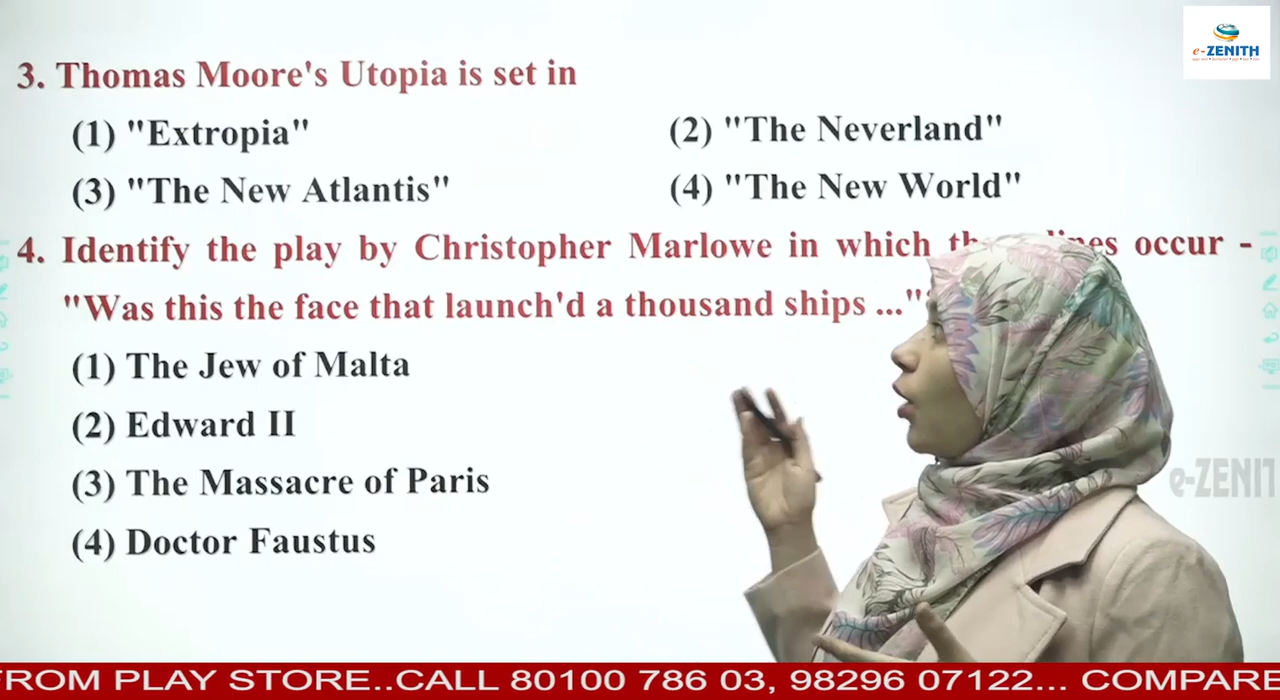 e-ZENITH
3. Thomas Moore's Utopia is set in
(1) "Extropia"
(2) "The Neverland"
(3) "The New Atlantis"
(4) "The New World"
4. Identify the play by Christopher Marlowe in which occur -
"Was this the face that launch'd a thousand ships ..."
(1) The Jew of Malta
(2) Edward II
(3) The Massacre of Paris
(4) Doctor Faustus
e-ZENIT
FROM PLAY STORE..CALL 80100 786 03, 98296 07122... COMPARE